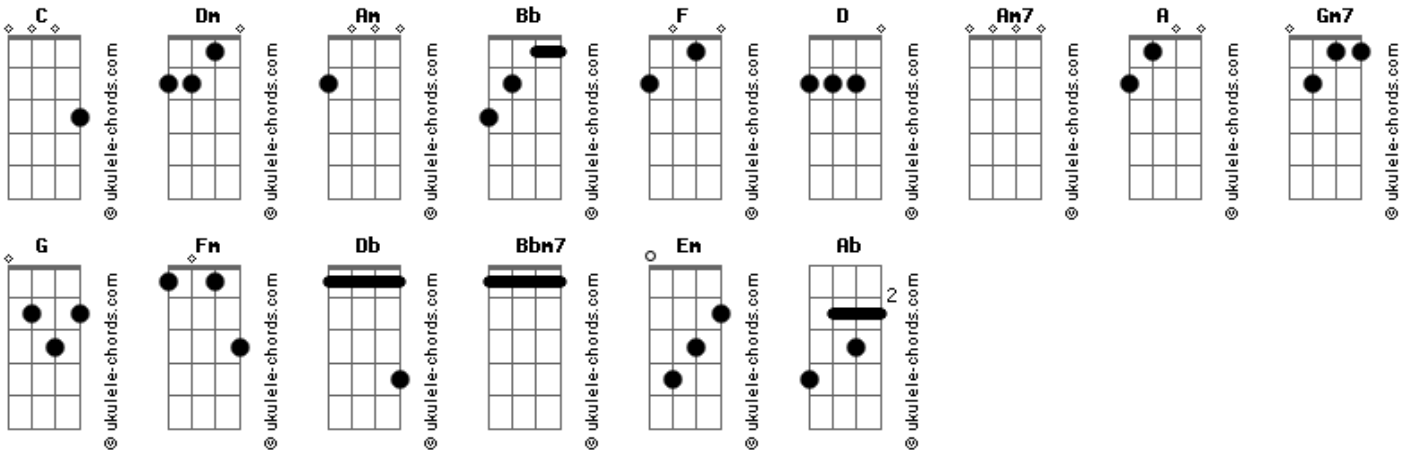 C Dm Am Bb F D Am7 A Gm7
© ukulele-chords.com © ukulele-chords.com © ukulele-chords.com © ukulele-chords.com © ukulele-chords.com © ukulele-chords.com © ukulele-chords.com © ukulele-chords.com © ukulele-chords.com
G Fm Db Bbm7 Em Ab
2
© ukulele-chords.com © ukulele-chords.com © ukulele-chords.com © ukulele-chords.com © ukulele-chords.com © ukulele-chords.com